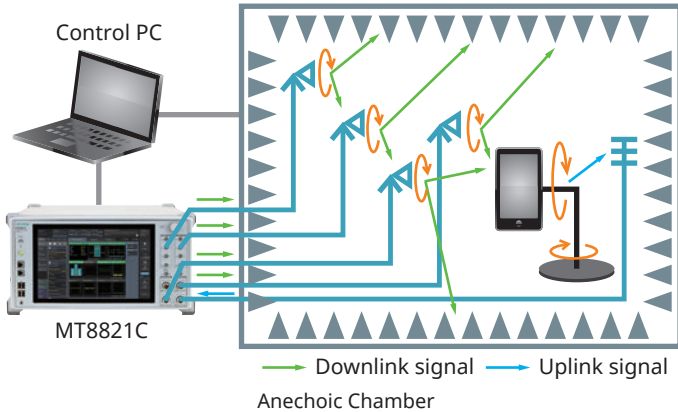 Control PC
MT8821C
Downlink signal
Uplink signal
Anechoic Chamber